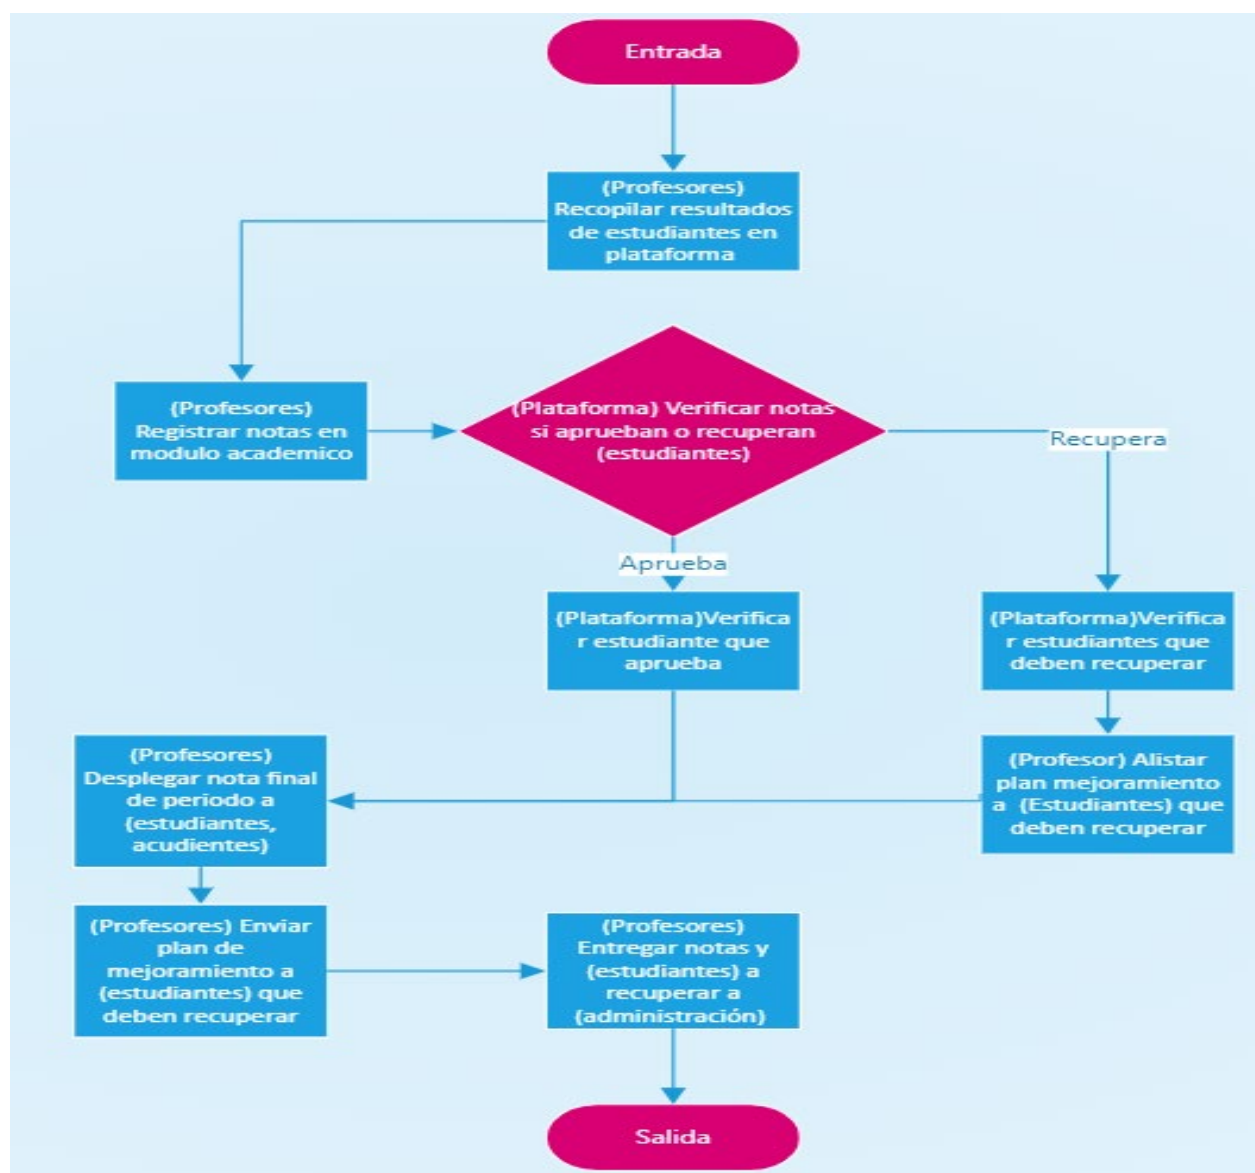 Entrada
(Profesores)
Recopilar resultados
de estudiantes en
plataforma
(Profesores)
Registrar notas en
modulo academico
(Plataforma) Verificar notas
si aprueban o recuperan
(estudiantes)
Recupera
Aprueba
(Plataforma)Verifica
r estudiante que
aprueba
(Plataforma)Verifica
r estudiantes que
deben recuperar
(Profesores)
Desplegar nota final
de periodo a
(estudiantes,
acudientes)
(Profesor) Alistar
plan mejoramiento
a (Estudiantes) que
deben recuperar
(Profesores) Enviar
plan de
mejoramiento a
(estudiantes) que
deben recuperar
(Profesores)
Entregar notas y
(estudiantes) a
recuperar a
(administración)
Salida